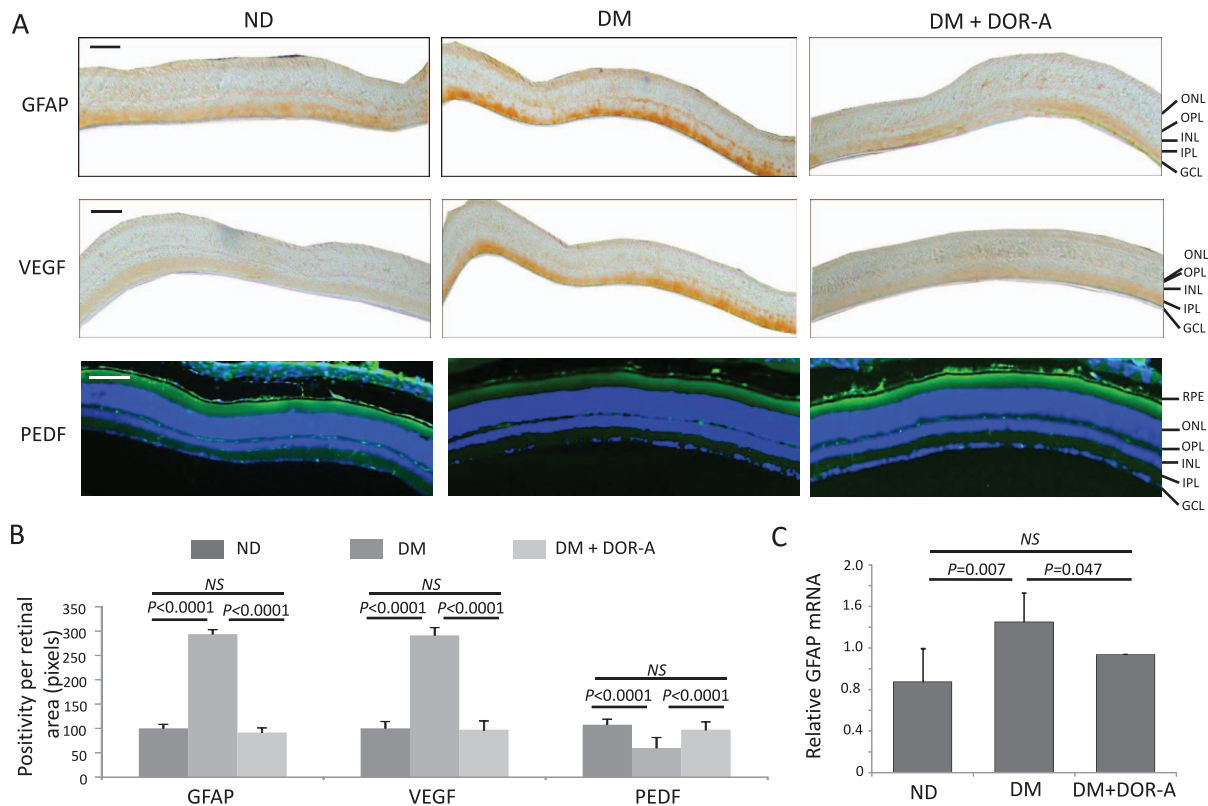 A
ND
DM
DM + DOR-A
GFAP
ONL
OPL
INL
IPL
GCL
VEGF
ONL
OPL
INL
IPL
GCL
PEDF
RPE
ONL
OPL
INL
IPL
GCL
B
ND
DM
DM + DOR-A
Positivity per retinal
area (pixels)
350
300
250
200
150
100
50
0
NS
P<0.0001
P<0.0001
NS
P<0.0001
P<0.0001
NS
P<0.0001
P<0.0001
GFAP
VEGF
PEDF
C
Relative GFAP mRNA
2.0
1.6
1.0
0.8
0.4
0
NS
P=0.007
P=0.047
ND
DM
DM+DOR-A